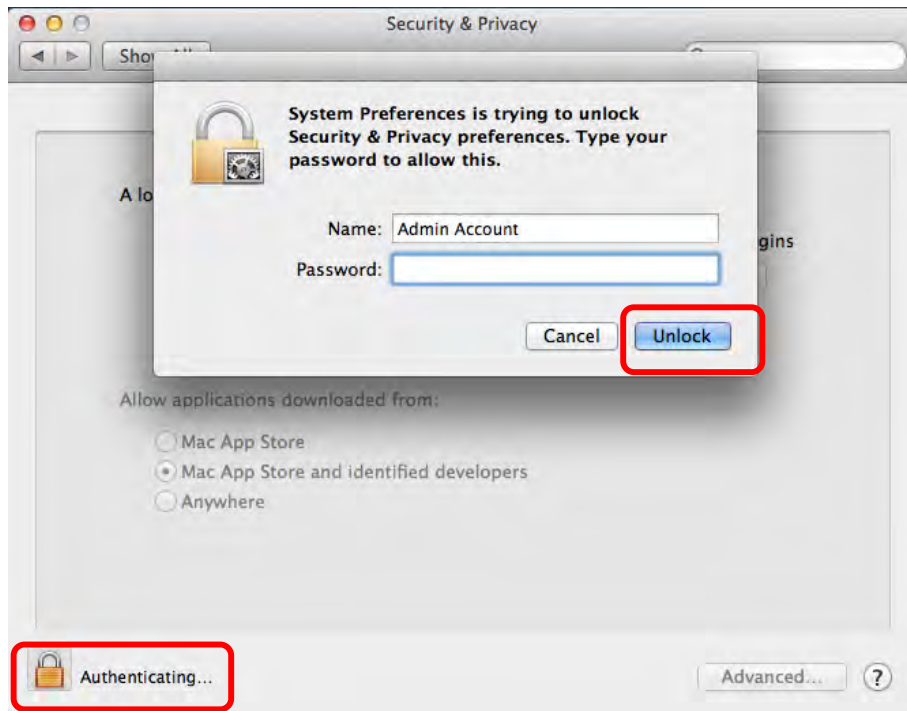 Security & Privacy
System Preferences is trying to unlock
Security & Privacy preferences. Type your
password to allow this.
A lo
Name: Admin Account
gins
Password:
Cancel Unlock
Allow applications downloaded from:
Mac App Store
Mac App Store and identified developers
Anywhere
Authenticating...
Advanced... ?